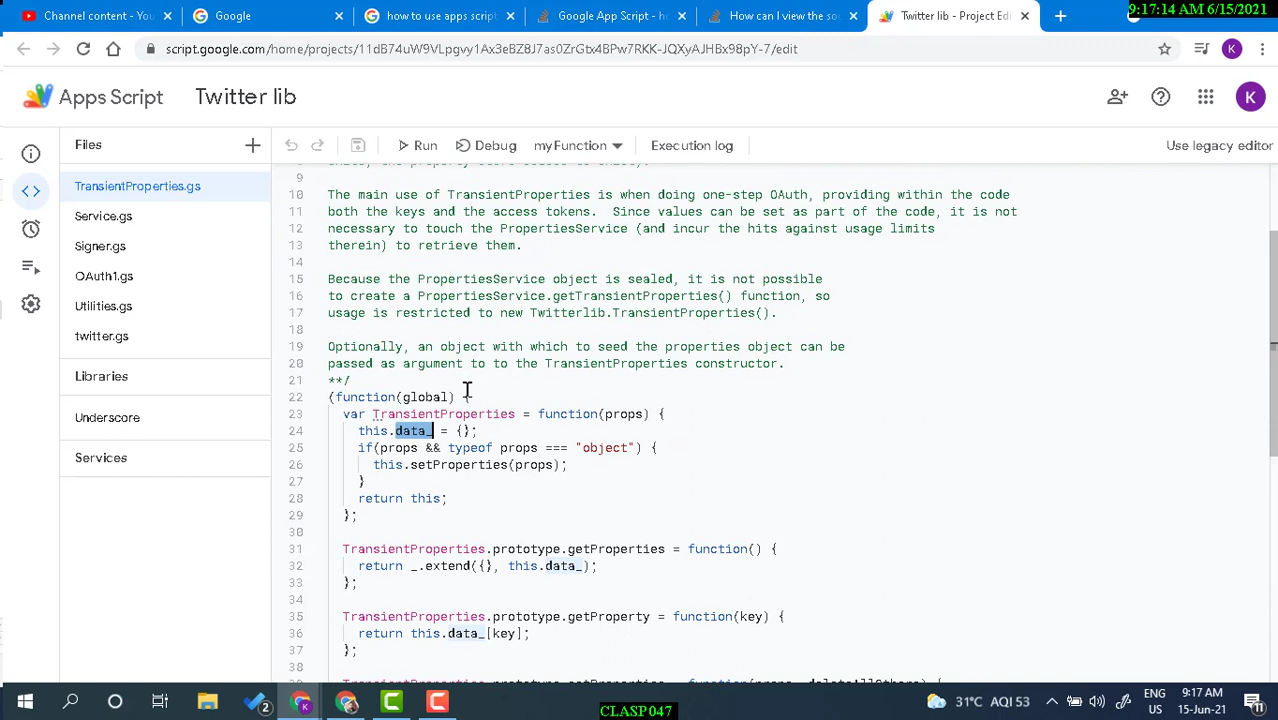 Channel content - You
Google
how to use apps script
Google App Script - ho
How can I view the sou
Twitter lib - Project Edi
9:17:14 AM 6/15/2021
script.google.com/home/projects/11dB74uW9VLpgvy1Ax3eBZ8J7as0ZrGtx4BPw7RKK-JQXyAJHBx98pY-7/edit
K
Apps Script
Twitter lib
K
Files
Run
Debug
myFunction
Execution log
Use legacy editor
TransientProperties.gs
Service.gs
Signer.gs
OAuth1.gs
Utilities.gs
twitter.gs
Libraries
Underscore
Services
9
10 The main use of TransientProperties is when doing one-step OAuth, providing within the code
11 both the keys and the access tokens.  Since values can be set as part of the code, it is not
12 necessary to touch the PropertiesService (and incur the hits against usage limits
13 therein) to retrieve them.
14
15 Because the PropertiesService object is sealed, it is not possible
16 to create a PropertiesService.getTransientProperties() function, so
17 usage is restricted to new Twitterlib.TransientProperties().
18
19 Optionally, an object with which to seed the properties object can be
20 passed as argument to to the TransientProperties constructor.
21 **/
22 (function(global) {
23 var TransientProperties = function(props) {
24 this.data_ = {};
25 if(props && typeof props === "object") {
26 this.setProperties(props);
27 }
28 return this;
29 };
30
31 TransientProperties.prototype.getProperties = function() {
32 return _.extend({}, this.data_);
33 };
34
35 TransientProperties.prototype.getProperty = function(key) {
36 return this.data_[key];
37 };
38
2
31°C AQI 53
ENG
US
9:17 AM
15-Jun-21
11
CLASP047